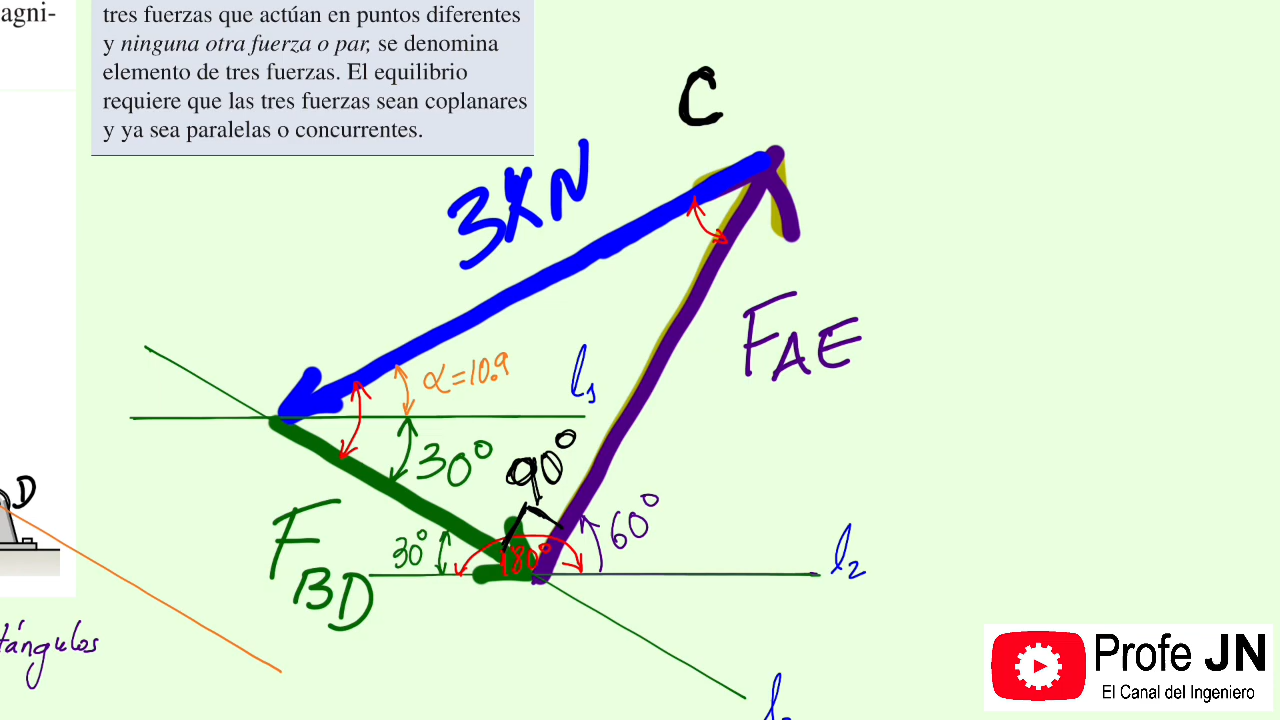 agni-
tres fuerzas que actúan en puntos diferentes
y ninguna otra fuerza o par, se denomina
elemento de tres fuerzas. El equilibrio
requiere que las tres fuerzas sean coplanares
y ya sea paralelas o concurrentes.
C
3KN
FAE
α=10.9
l1
30°
90°
60°
FBD
30°
180°
l2
D
tángulos
Profe JN
El Canal del Ingeniero